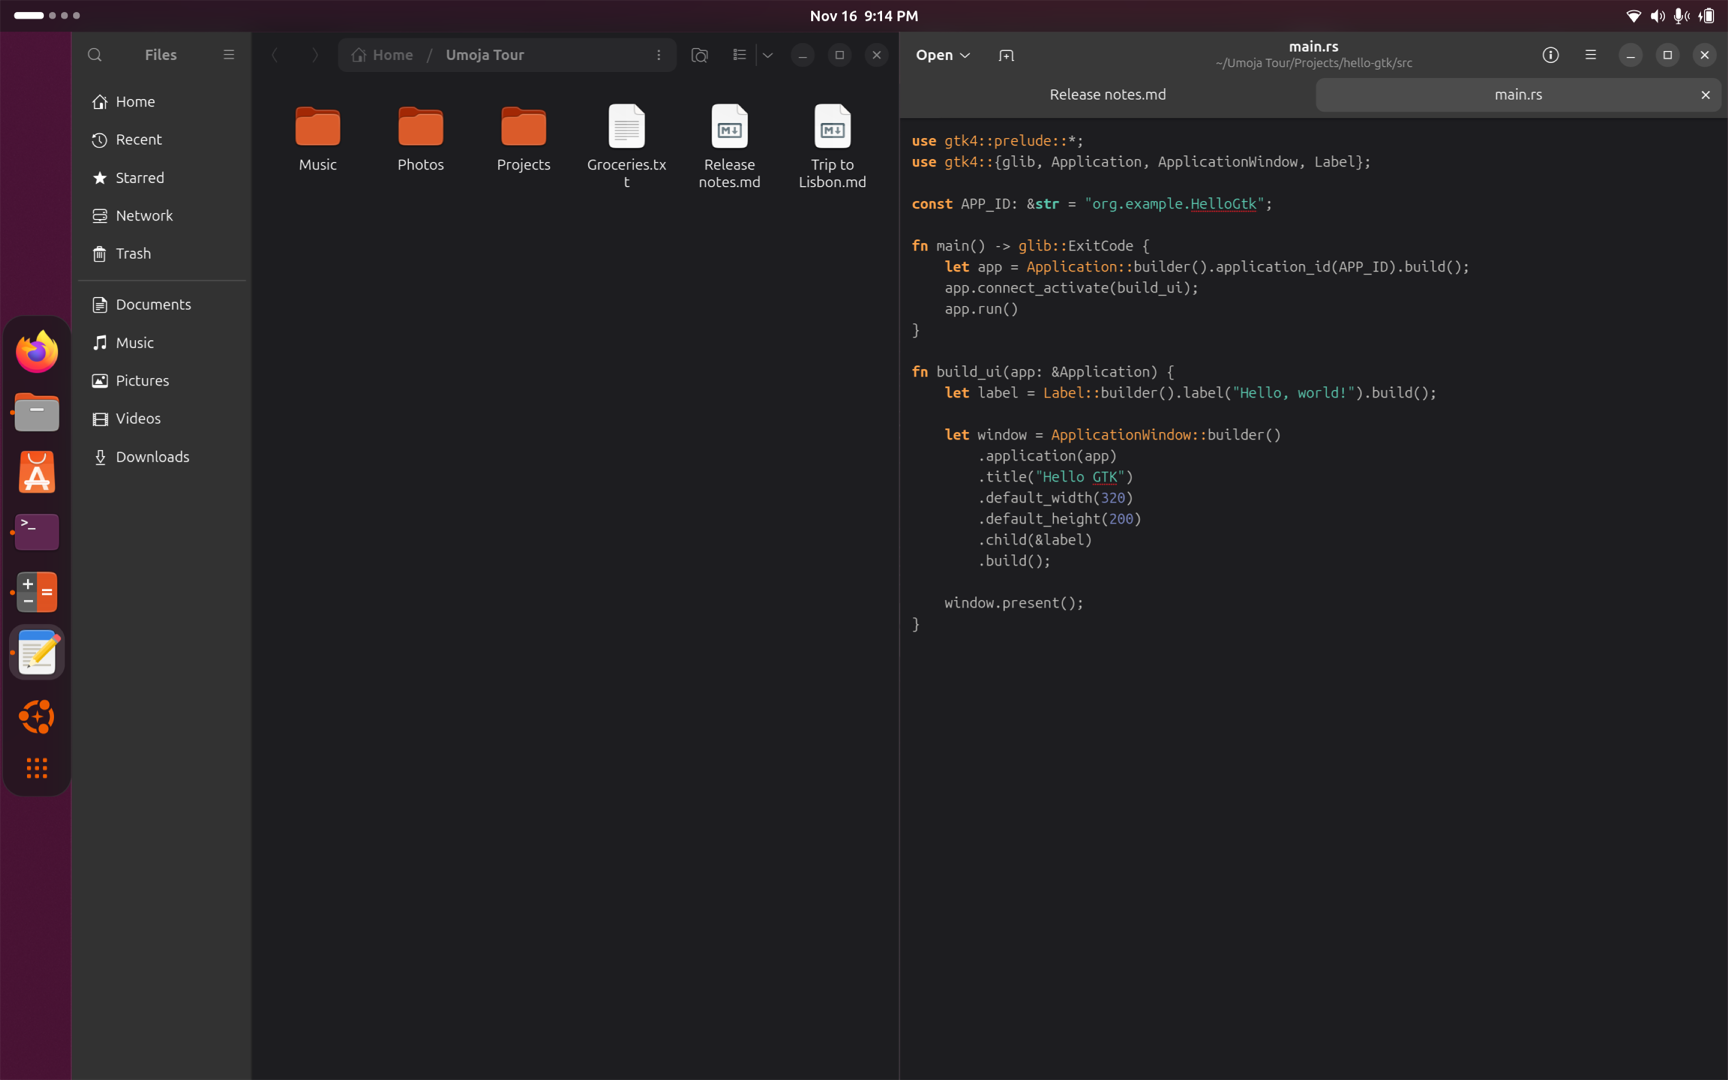 Nov 16 9:14 PM
Files
Home
Recent
Starred
Network
Trash
Documents
Music
Pictures
Videos
Downloads
Home / Umoja Tour
Music
Photos
Projects
Groceries.tx
t
Release
notes.md
Trip to
Lisbon.md
Open
main.rs
~/Umoja Tour/Projects/hello-gtk/src
Release notes.md
main.rs
use gtk4::prelude::*;
use gtk4::{glib, Application, ApplicationWindow, Label};
const APP_ID: &str = "org.example.HelloGtk";
fn main() -> glib::ExitCode {
    let app = Application::builder().application_id(APP_ID).build();
    app.connect_activate(build_ui);
    app.run()
}
fn build_ui(app: &Application) {
    let label = Label::builder().label("Hello, world!").build();
    let window = ApplicationWindow::builder()
        .application(app)
        .title("Hello GTK")
        .default_width(320)
        .default_height(200)
        .child(&label)
        .build();
    window.present();
}